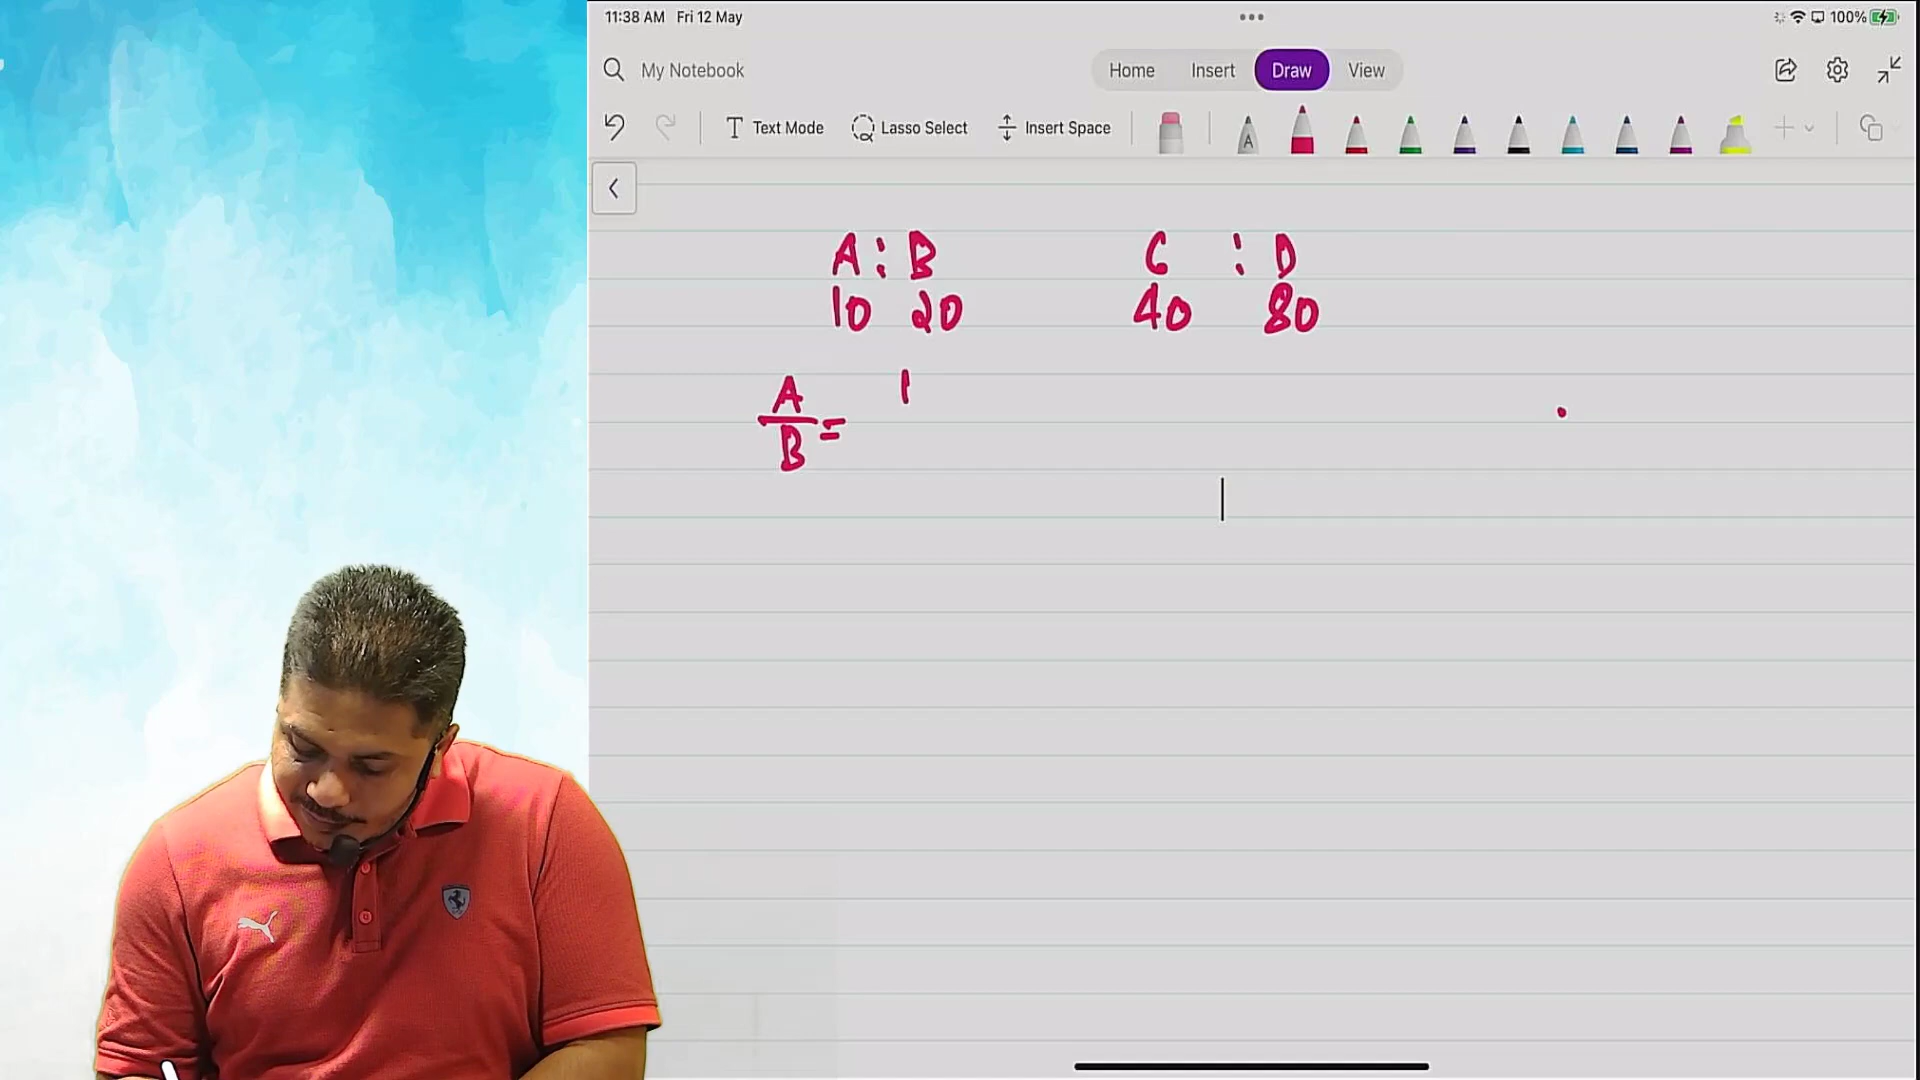 11:38 AM Fri 12 May 100%
My Notebook Home Insert Draw View
Text Mode Lasso Select Insert Space A
A : B C : D
10 20 40 80
A
B = 1